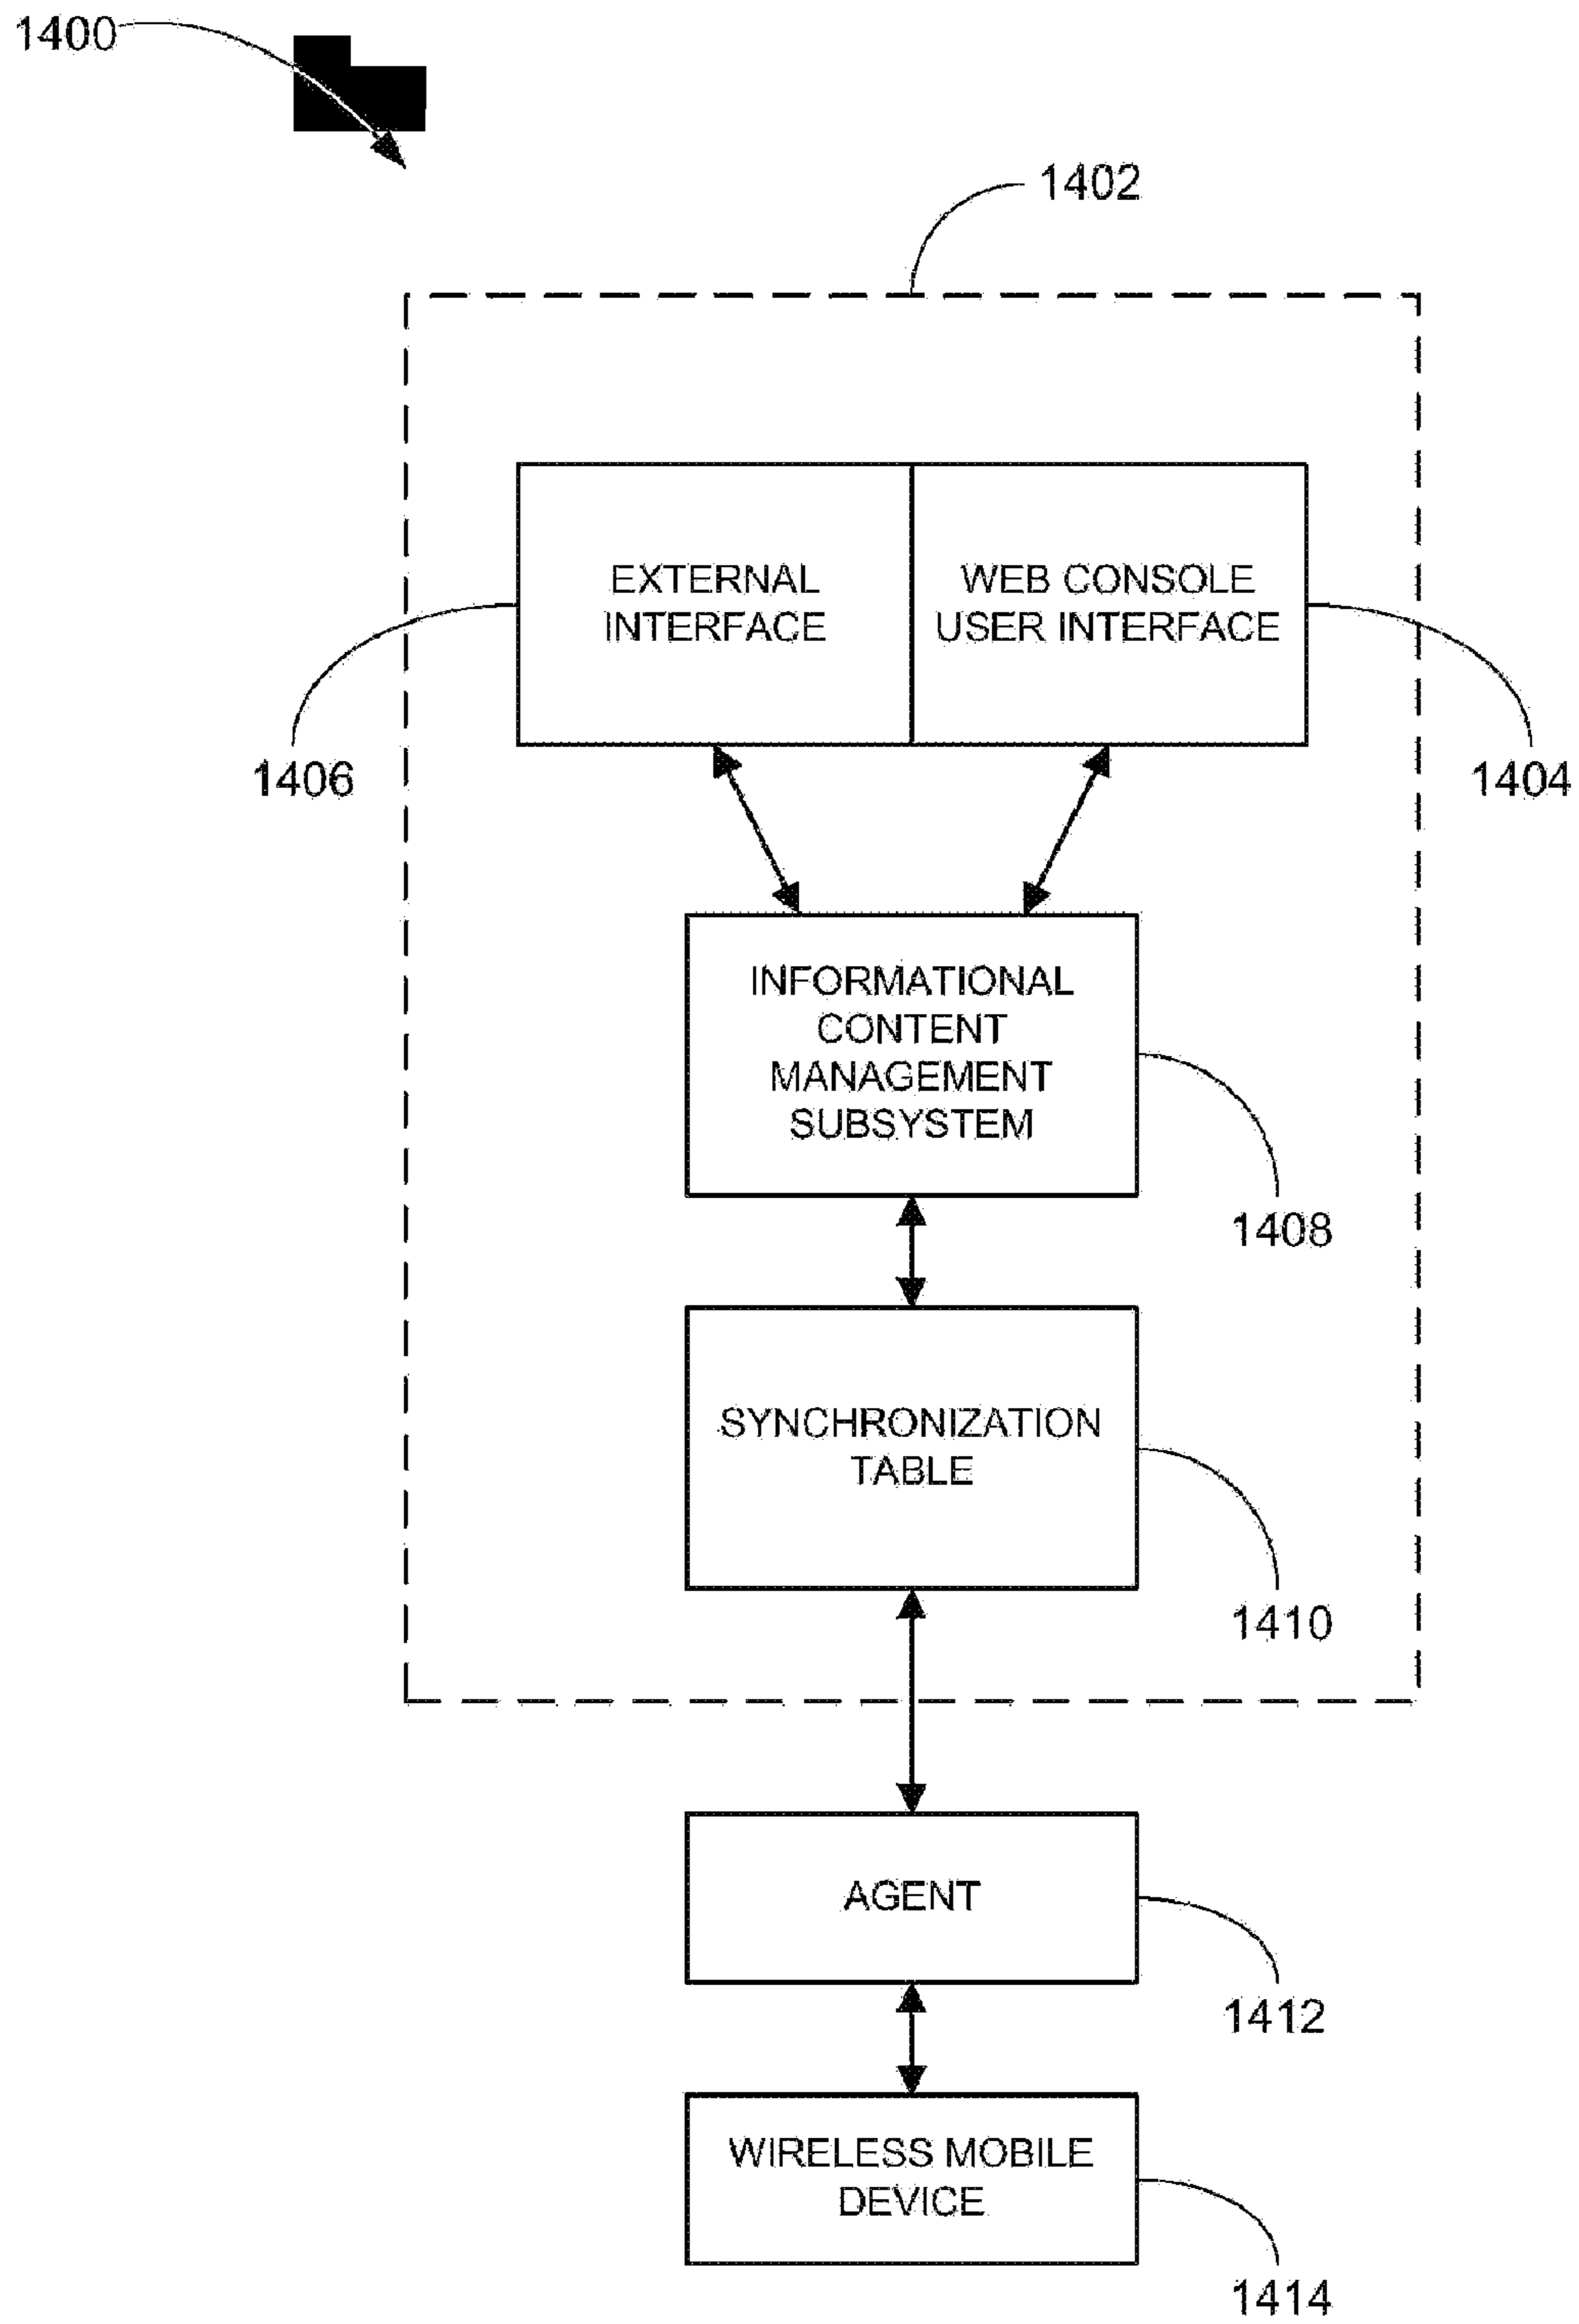 1400
1402
EXTERNAL
INTERFACE
WEB CONSOLE
USER INTERFACE
1406
1404
INFORMATIONAL
CONTENT
MANAGEMENT
SUBSYSTEM
1408
SYNCHRONIZATION
TABLE
1410
AGENT
1412
WIRELESS MOBILE
DEVICE
1414